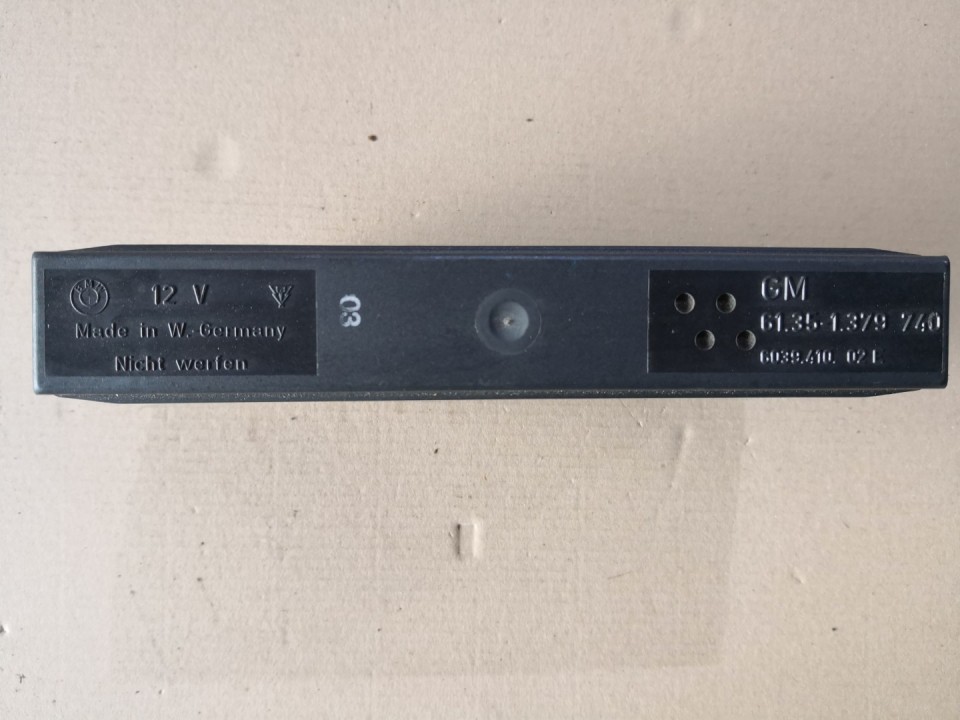 12 V
Made in W.-Germany
Nicht werfen
03
GM
61.35-1.379 740
6039.410. 02 E